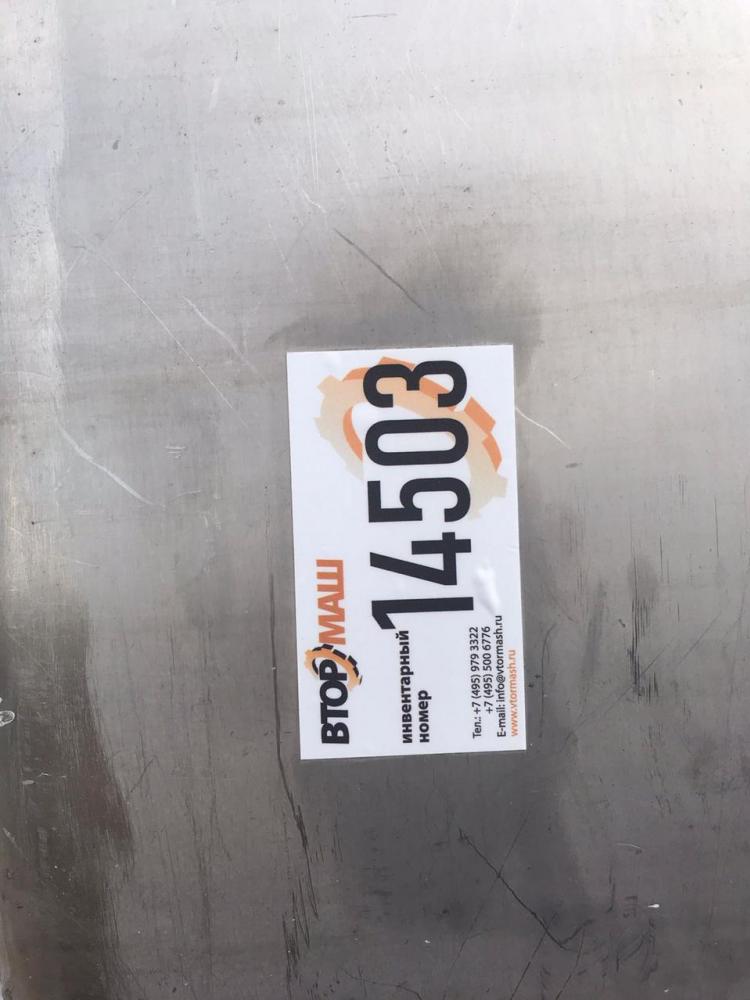 ВТОРМАШ
инвентарный
номер
14503
Тел.: +7 (495) 979 3322
+7 (495) 500 6776
E-mail: info@vtormash.ru
www.vtormash.ru